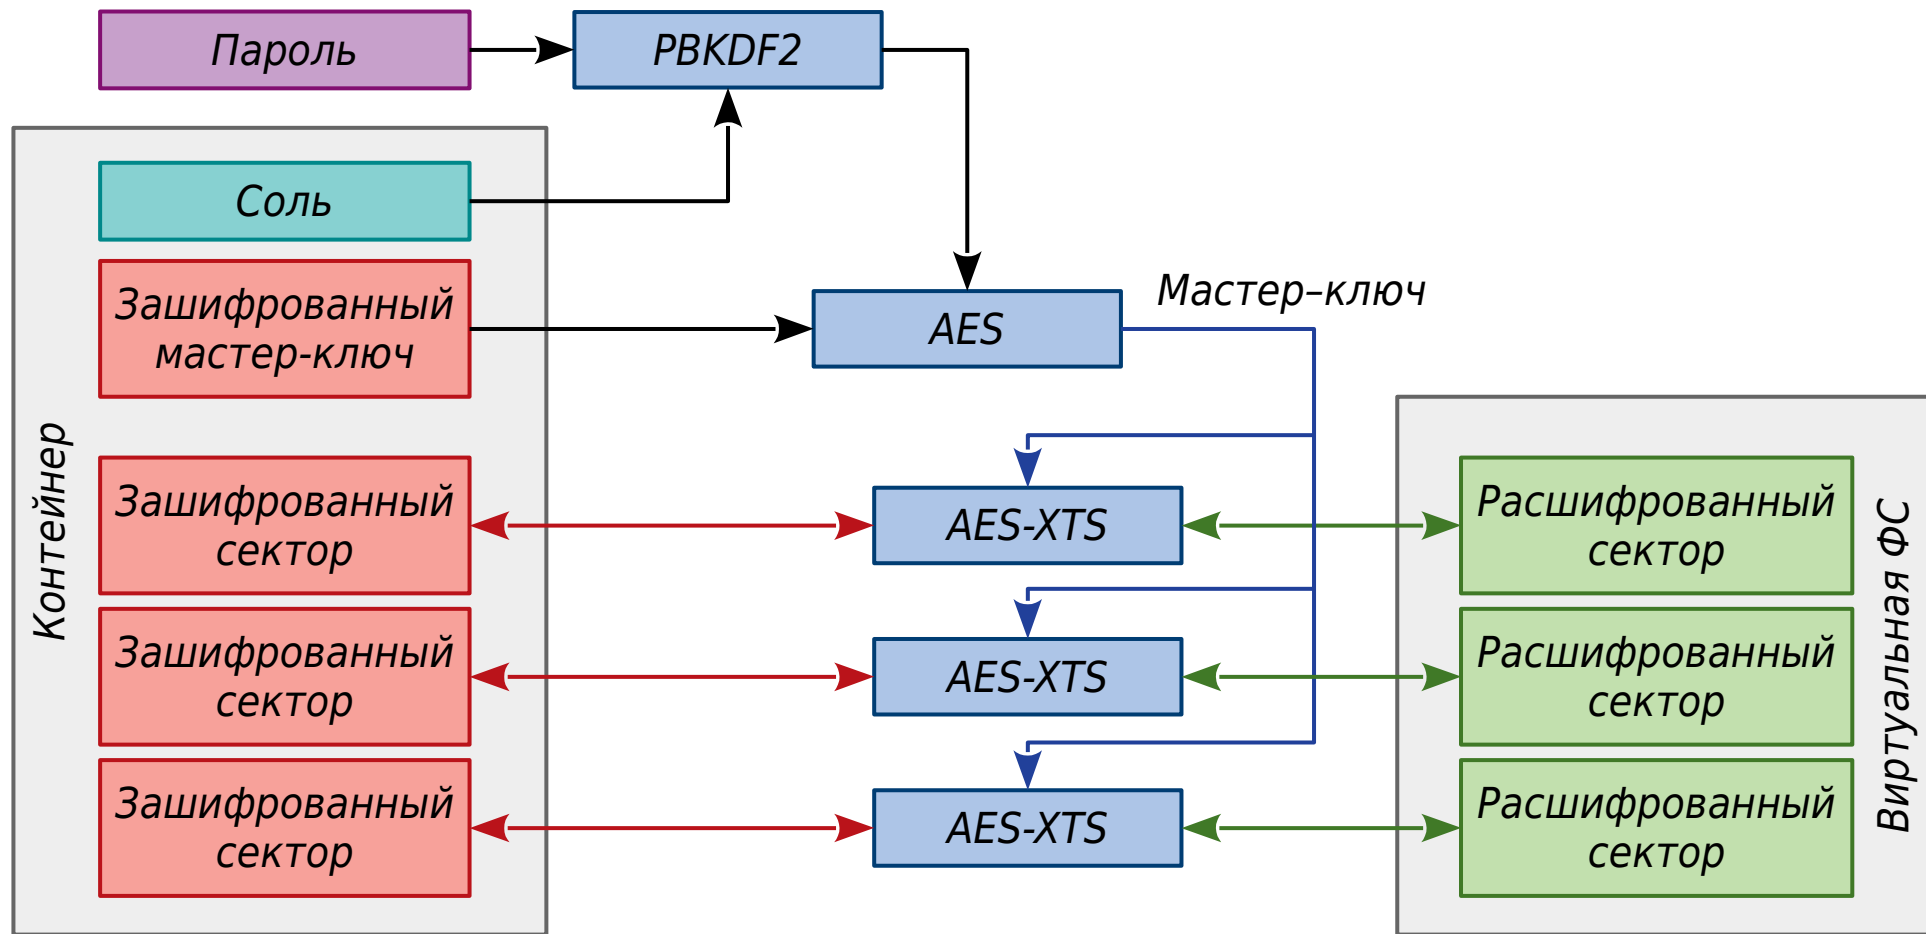 Пароль
PBKDF2
Соль
Зашифрованный
мастер-ключ
AES
Мастер–ключ
Контейнер
Зашифрованный
сектор
AES-XTS
Расшифрованный
сектор
Зашифрованный
сектор
AES-XTS
Расшифрованный
сектор
Зашифрованный
сектор
AES-XTS
Расшифрованный
сектор
Виртуальная ФС